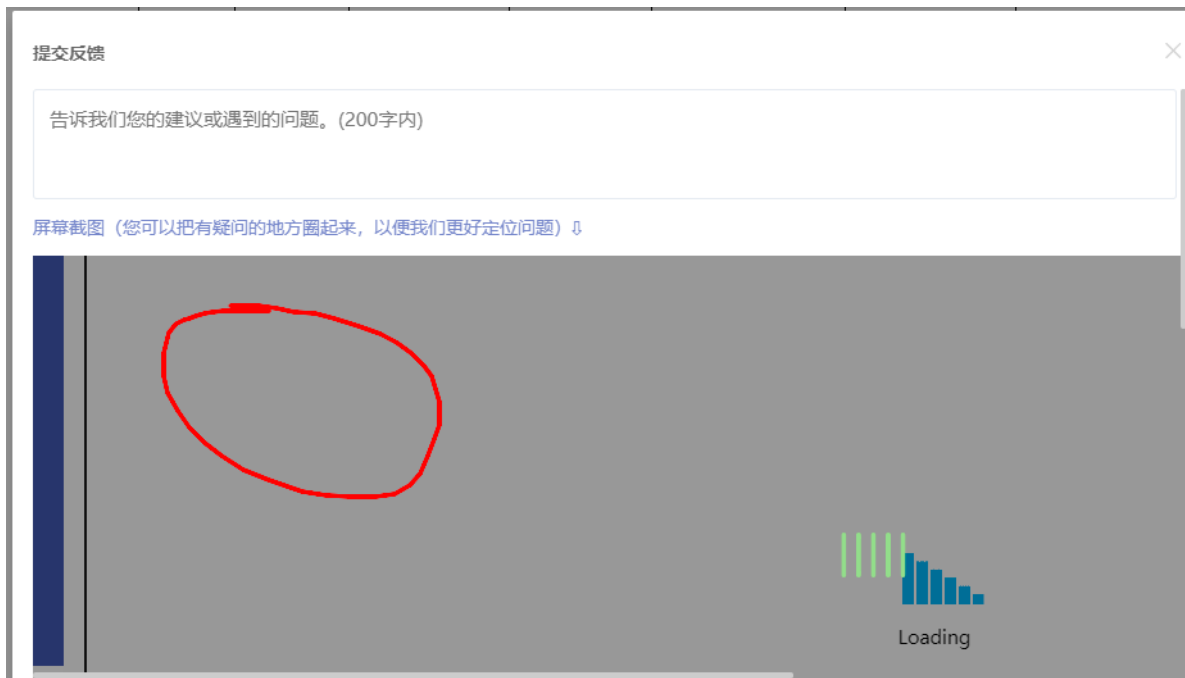 提交反馈
告诉我们您的建议或遇到的问题。(200字内)
屏幕截图（您可以把有疑问的地方圈起来，以便我们更好定位问题）⇩
Loading